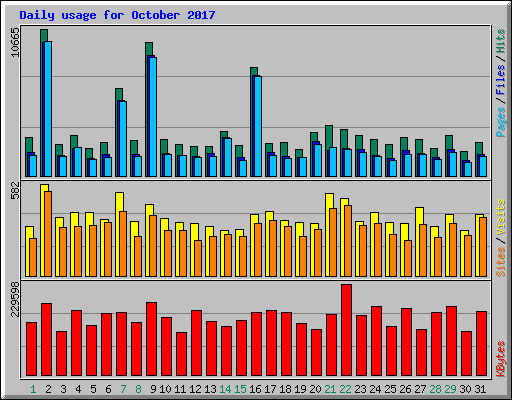 Daily usage for October 2017
10665
Pages / Files / Hits
582
Sites / Visits
229598
KBytes
1 2 3 4 5 6 7 8 9 10 11 12 13 14 15 16 17 18 19 20 21 22 23 24 25 26 27 28 29 30 31